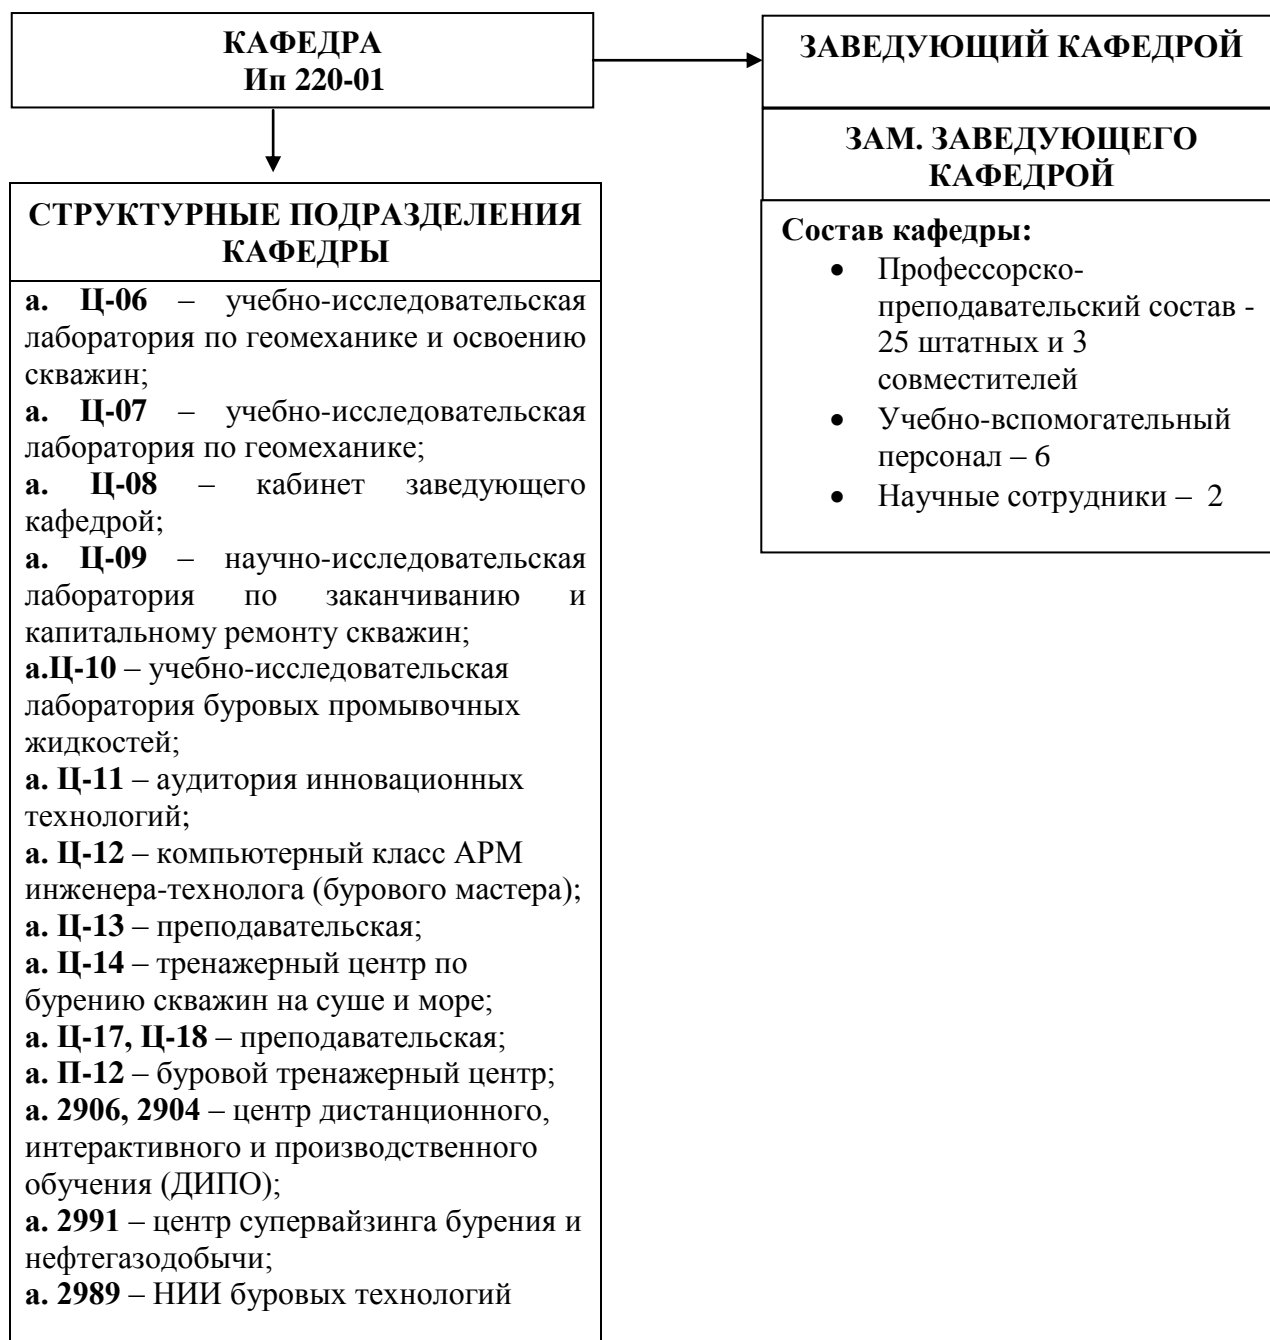 КАФЕДРА
Ип 220-01
ЗАВЕДУЮЩИЙ КАФЕДРОЙ
ЗАМ. ЗАВЕДУЮЩЕГО
КАФЕДРОЙ
Состав кафедры:
• Профессорско-
преподавательский состав -
25 штатных и 3
совместителей
• Учебно-вспомогательный
персонал – 6
• Научные сотрудники – 2
СТРУКТУРНЫЕ ПОДРАЗДЕЛЕНИЯ
КАФЕДРЫ
а. Ц-06 – учебно-исследовательская
лаборатория по геомеханике и освоению
скважин;
а. Ц-07 – учебно-исследовательская
лаборатория по геомеханике;
а. Ц-08 – кабинет заведующего
кафедрой;
а. Ц-09 – научно-исследовательская
лаборатория по заканчиванию и
капитальному ремонту скважин;
а.Ц-10 – учебно-исследовательская
лаборатория буровых промывочных
жидкостей;
а. Ц-11 – аудитория инновационных
технологий;
а. Ц-12 – компьютерный класс АРМ
инженера-технолога (бурового мастера);
а. Ц-13 – преподавательская;
а. Ц-14 – тренажерный центр по
бурению скважин на суше и море;
а. Ц-17, Ц-18 – преподавательская;
а. П-12 – буровой тренажерный центр;
а. 2906, 2904 – центр дистанционного,
интерактивного и производственного
обучения (ДИПО);
а. 2991 – центр супервайзинга бурения и
нефтегазодобычи;
а. 2989 – НИИ буровых технологий